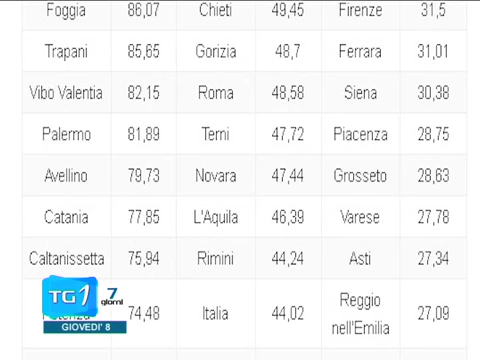 Foggia 86,07 Chieti 49,45 Firenze 31,5
Trapani 85,65 Gorizia 48,7 Ferrara 31,01
Vibo Valentia 82,15 Roma 48,58 Siena 30,38
Palermo 81,89 Terni 47,72 Piacenza 28,75
Avellino 79,73 Novara 47,44 Grosseto 28,63
Catania 77,85 L'Aquila 46,39 Varese 27,78
Caltanissetta 75,94 Rimini 44,24 Asti 27,34
74,48 Italia 44,02 Reggio
nell'Emilia 27,09
TG1 7
giorni
GIOVEDI' 8